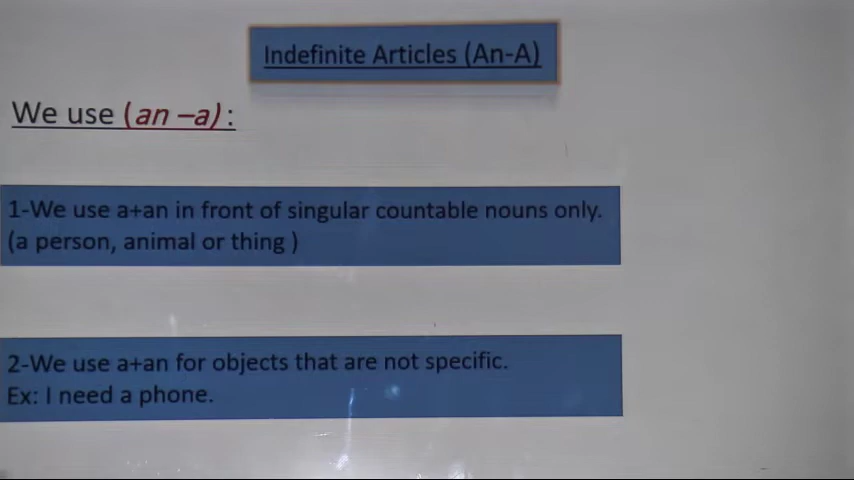 Indefinite Articles (An-A)
We use (an –a) :
1-We use a+an in front of singular countable nouns only.
(a person, animal or thing )
2-We use a+an for objects that are not specific.
Ex: I need a phone.